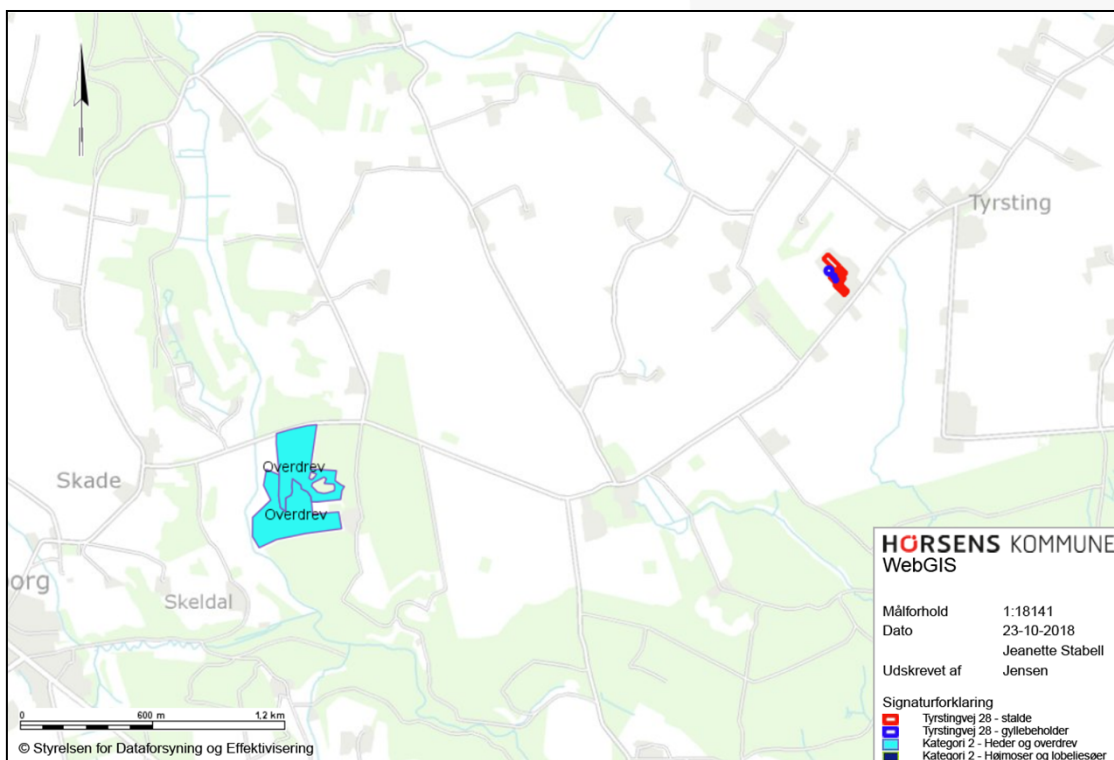 Tyrsting
Overdrev
Skade
Overdrev
org
Skeldal
HORSENS KOMMUNE
WebGIS
Målforhold 1:18141
Dato 23-10-2018
Jeanette Stabell
Udskrevet af Jensen
Signaturforklaring
Tyrstingvej 28 - stalde
Tyrstingvej 28 - gyllebeholder
Kategori 2 - Heder og overdrev
Kategori 2 - Højmoser og lobeliesøer
0 600 m 1,2 km
© Styrelsen for Dataforsyning og Effektivisering